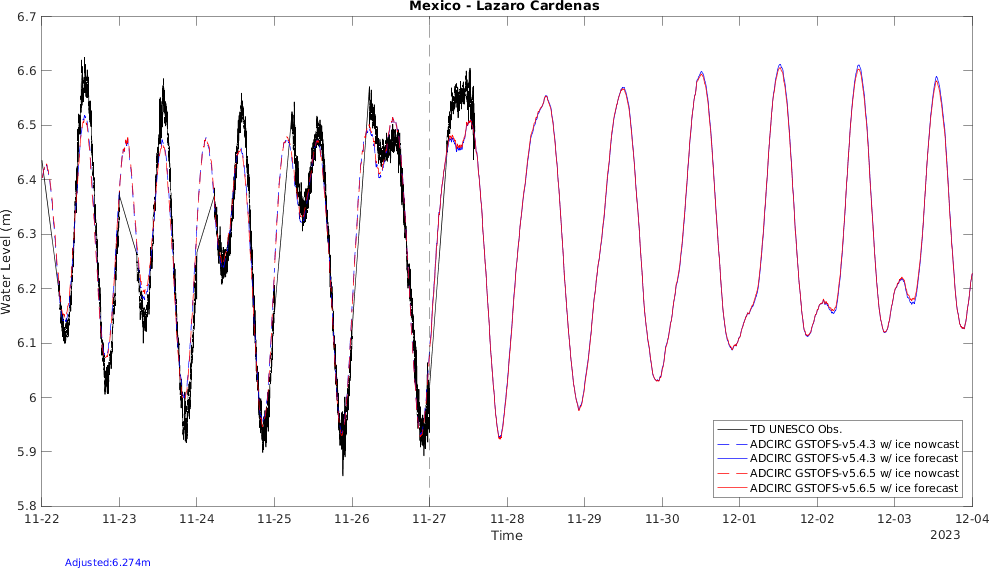 Mexico - Lazaro Cardenas
6.7
6.6
6.5
6.4
6.3
6.2
6.1
6
5.9
5.8
Water Level (m)
TD UNESCO Obs.
ADCIRC GSTOFS-v5.4.3 w/ ice nowcast
ADCIRC GSTOFS-v5.4.3 w/ ice forecast
ADCIRC GSTOFS-v5.6.5 w/ ice nowcast
ADCIRC GSTOFS-v5.6.5 w/ ice forecast
11-22 11-23 11-24 11-25 11-26 11-27 11-28 11-29 11-30 12-01 12-02 12-03 12-04
Time
2023
Adjusted:6.274m